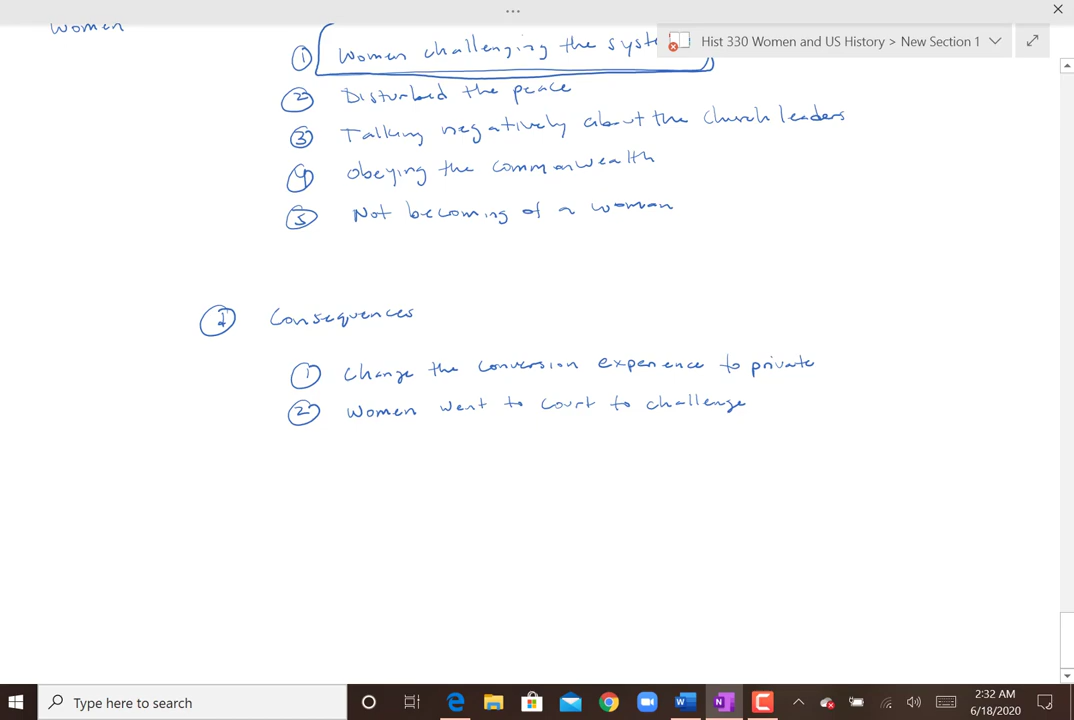 ...
Women
Hist 330 Women and US History > New Section 1
① Women challenging the syste
② Disturbed the peace
③ Talking negatively about the church leaders
④ Obeying the commonwealth
⑤ Not becoming of a woman
Consequences
① Change the conversion experience to private
② Women went to court to challenge
Type here to search
2:32 AM
6/18/2020